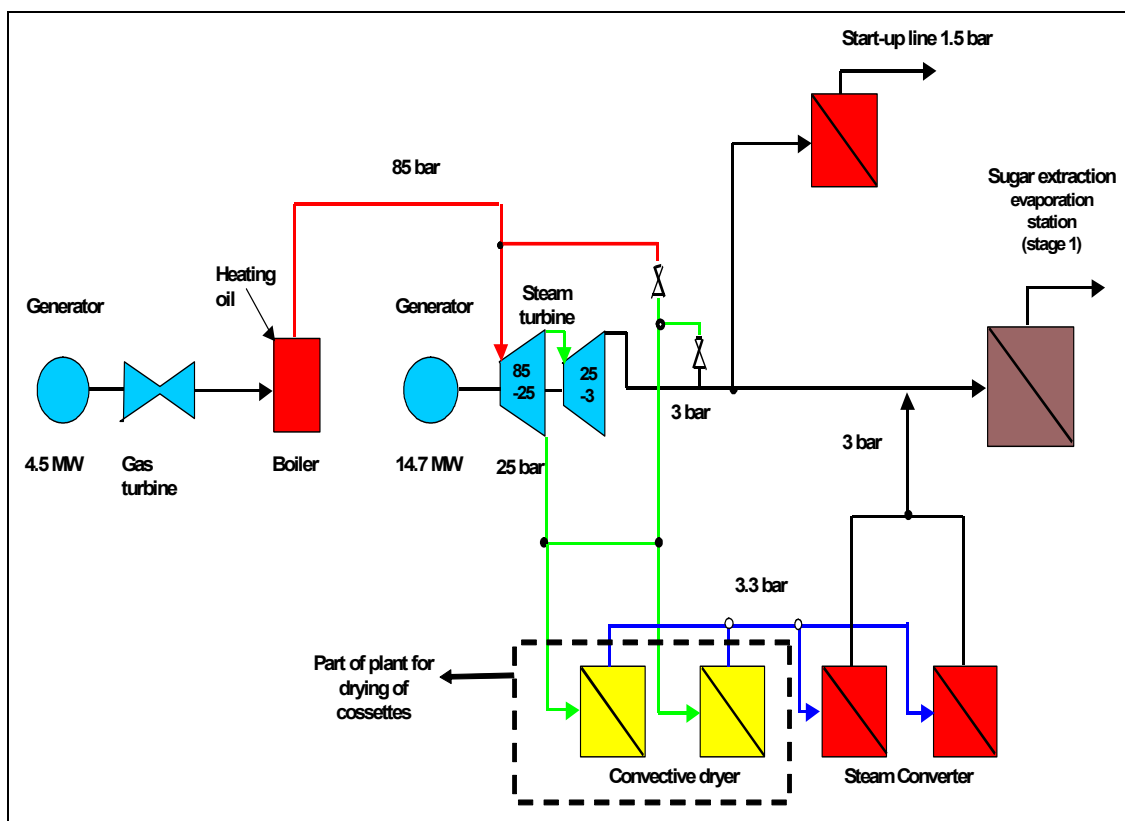 Start-up line 1.5 bar
85 bar
Sugar extraction
evaporation
station
(stage 1)
Heating
oil
Generator
Generator
Steam
turbine
85
-25
25
-3
3 bar
3 bar
4.5 MW
Gas
turbine
Boiler
14.7 MW
25 bar
3.3 bar
Part of plant for
drying of
cossettes
Convective dryer
Steam Converter